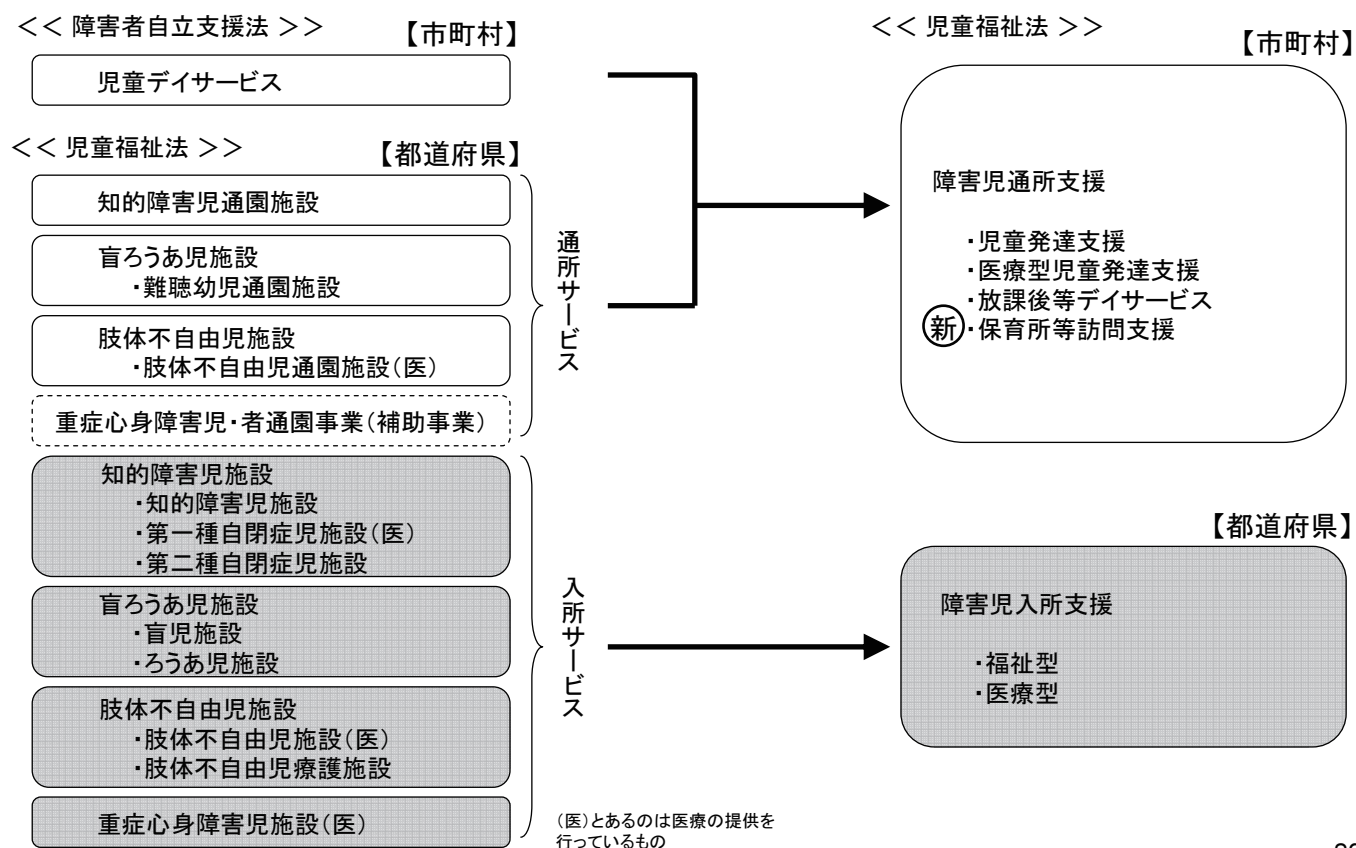 << 障害者自立支援法 >>
【市町村】
児童デイサービス
<< 児童福祉法 >>
【都道府県】
知的障害児通園施設
盲ろうあ児施設
・難聴幼児通園施設
肢体不自由児施設
・肢体不自由児通園施設(医)
重症心身障害児・者通園事業(補助事業)
通所サービス
知的障害児施設
・知的障害児施設
・第一種自閉症児施設(医)
・第二種自閉症児施設
盲ろうあ児施設
・盲児施設
・ろうあ児施設
肢体不自由児施設
・肢体不自由児施設(医)
・肢体不自由児療護施設
重症心身障害児施設(医)
入所サービス
(医)とあるのは医療の提供を
行っているもの
<< 児童福祉法 >>
【市町村】
障害児通所支援
・児童発達支援
・医療型児童発達支援
・放課後等デイサービス
新・保育所等訪問支援
【都道府県】
障害児入所支援
・福祉型
・医療型